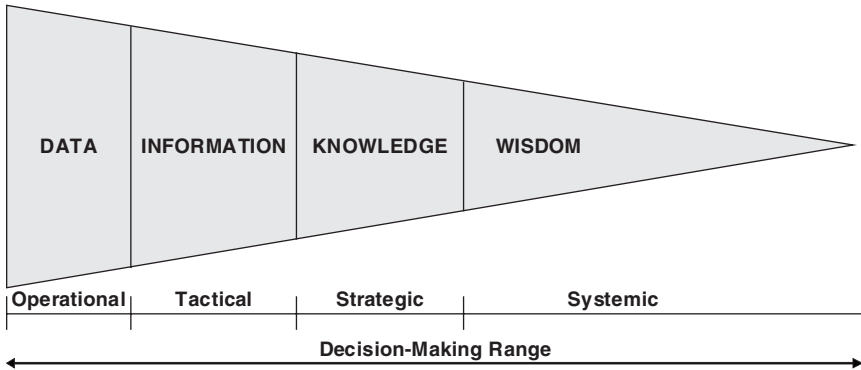 DATA INFORMATION KNOWLEDGE WISDOM
Operational Tactical Strategic Systemic
Decision-Making Range